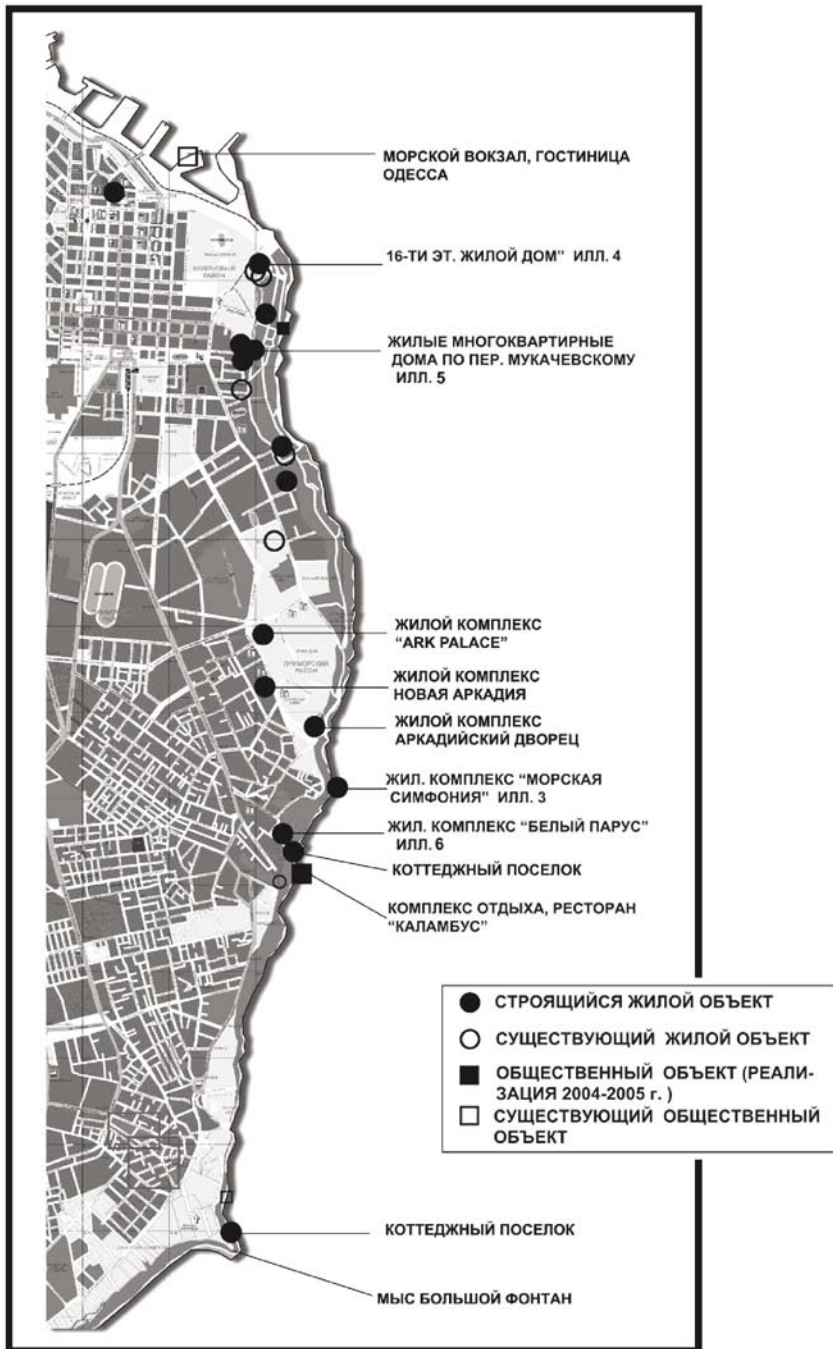 МОРСКОЙ ВОКЗАЛ, ГОСТИНИЦА
ОДЕССА
16-ТИ ЭТ. ЖИЛОЙ ДОМ" ИЛЛ. 4
ЖИЛЫЕ МНОГОКВАРТИРНЫЕ
ДОМА ПО ПЕР. МУКАЧЕВСКОМУ
ИЛЛ. 5
ЖИЛОЙ КОМПЛЕКС
"ARK PALACE"
ПРИМОРСКИЙ
РАЙОН
ЖИЛОЙ КОМПЛЕКС
НОВАЯ АРКАДИЯ
ЖИЛОЙ КОМПЛЕКС
АРКАДИЙСКИЙ ДВОРЕЦ
ЖИЛ. КОМПЛЕКС "МОРСКАЯ
СИМФОНИЯ" ИЛЛ. 3
ЖИЛ. КОМПЛЕКС "БЕЛЫЙ ПАРУС"
ИЛЛ. 6
КОТТЕДЖНЫЙ ПОСЕЛОК
КОМПЛЕКС ОТДЫХА, РЕСТОРАН
"КАЛАМБУС"
СТРОЯЩИЙСЯ ЖИЛОЙ ОБЪЕКТ
СУЩЕСТВУЮЩИЙ ЖИЛОЙ ОБЪЕКТ
ОБЩЕСТВЕННЫЙ ОБЪЕКТ (РЕАЛИ-
ЗАЦИЯ 2004-2005 г. )
СУЩЕСТВУЮЩИЙ ОБЩЕСТВЕННЫЙ
ОБЪЕКТ
КОТТЕДЖНЫЙ ПОСЕЛОК
МЫС БОЛЬШОЙ ФОНТАН